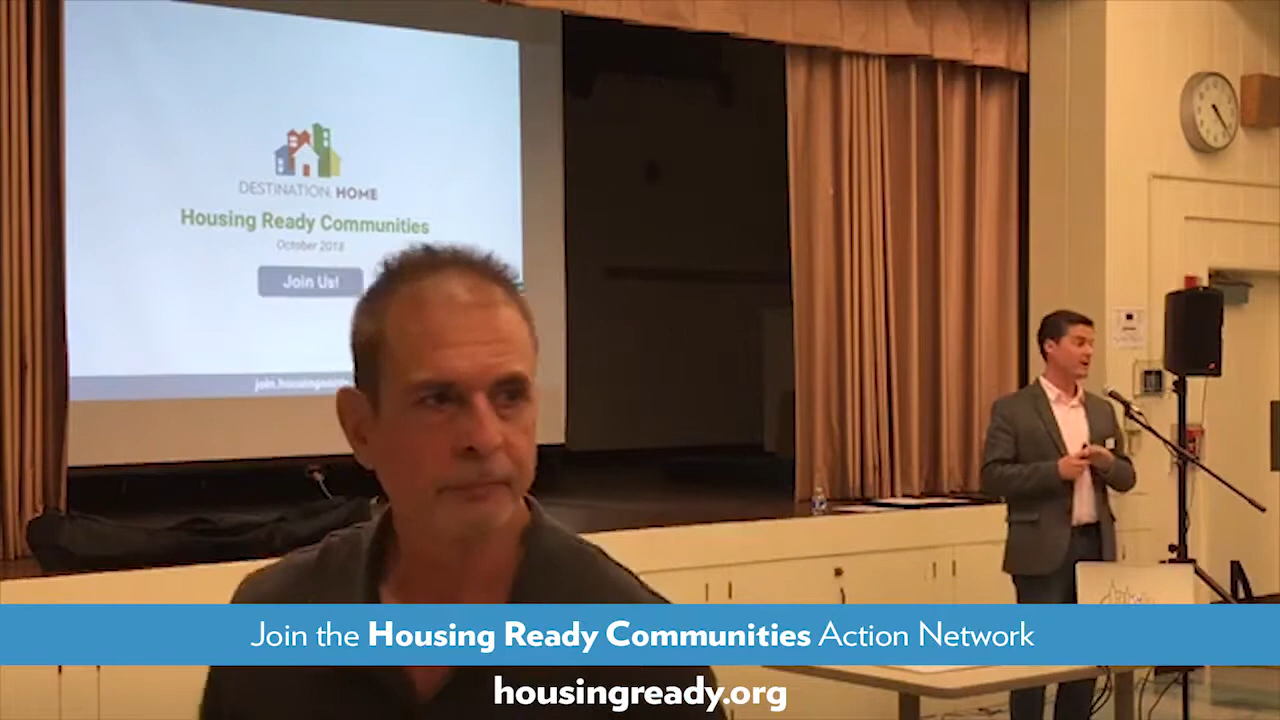 DESTINATION: HOME
Housing Ready Communities
October 2018
Join Us!
Join the Housing Ready Communities Action Network
housingready.org